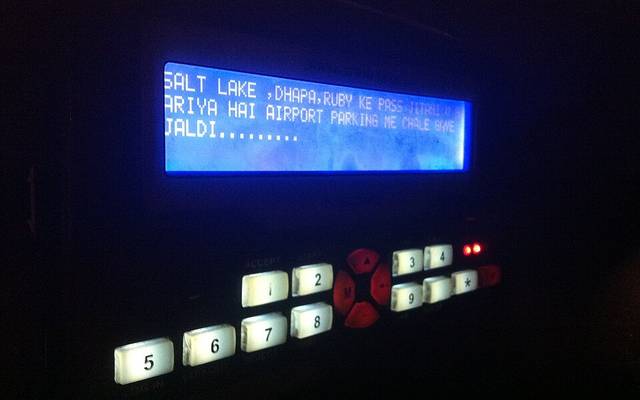 SALT LAKE ,DHAPA,RUBY KE PASS
ARIYA HAI AIRPORT PARKING ME CHALE
JALDI.........
ACCEPT
1 2 3 4
M
5 6 7 8 9 *